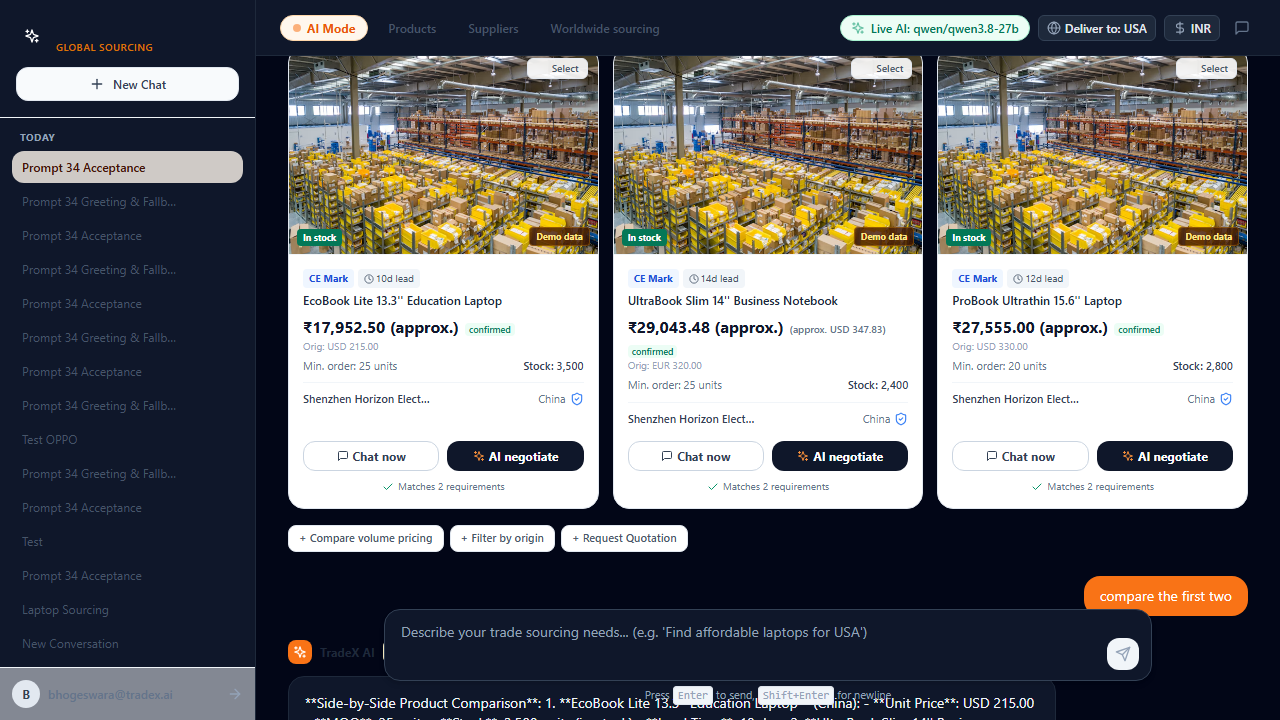 GLOBAL SOURCING
New Chat
TODAY
Prompt 34 Acceptance
Prompt 34 Greeting & Fallb...
Prompt 34 Acceptance
Prompt 34 Greeting & Fallb...
Prompt 34 Acceptance
Prompt 34 Greeting & Fallb...
Prompt 34 Acceptance
Prompt 34 Greeting & Fallb...
Test OPPO
Prompt 34 Greeting & Fallb...
Prompt 34 Acceptance
Test
Prompt 34 Acceptance
Laptop Sourcing
New Conversation
B bhogeswara@tradex.ai
AI Mode Products Suppliers Worldwide sourcing Live AI: qwen/qwen3.8-27b Deliver to: USA $ INR
Select Select Select
In stock Demo data In stock Demo data In stock Demo data
CE Mark 10d lead
EcoBook Lite 13.3'' Education Laptop
₹17,952.50 (approx.) confirmed
Orig: USD 215.00
Min. order: 25 units Stock: 3,500
Shenzhen Horizon Elect... China
Chat now AI negotiate
Matches 2 requirements
CE Mark 14d lead
UltraBook Slim 14'' Business Notebook
₹29,043.48 (approx.) (approx. USD 347.83)
confirmed
Orig: EUR 320.00
Min. order: 25 units Stock: 2,400
Shenzhen Horizon Elect... China
Chat now AI negotiate
Matches 2 requirements
CE Mark 12d lead
ProBook Ultrathin 15.6'' Laptop
₹27,555.00 (approx.) confirmed
Orig: USD 330.00
Min. order: 20 units Stock: 2,800
Shenzhen Horizon Elect... China
Chat now AI negotiate
Matches 2 requirements
+ Compare volume pricing + Filter by origin + Request Quotation
compare the first two
Describe your trade sourcing needs... (e.g. 'Find affordable laptops for USA')
TradeX AI
Press Enter to send, Shift+Enter for newline
**Side-by-Side Product Comparison**: 1. **EcoBook Lite 13.3'' Education Laptop** (China): - **Unit Price**: USD 215.00